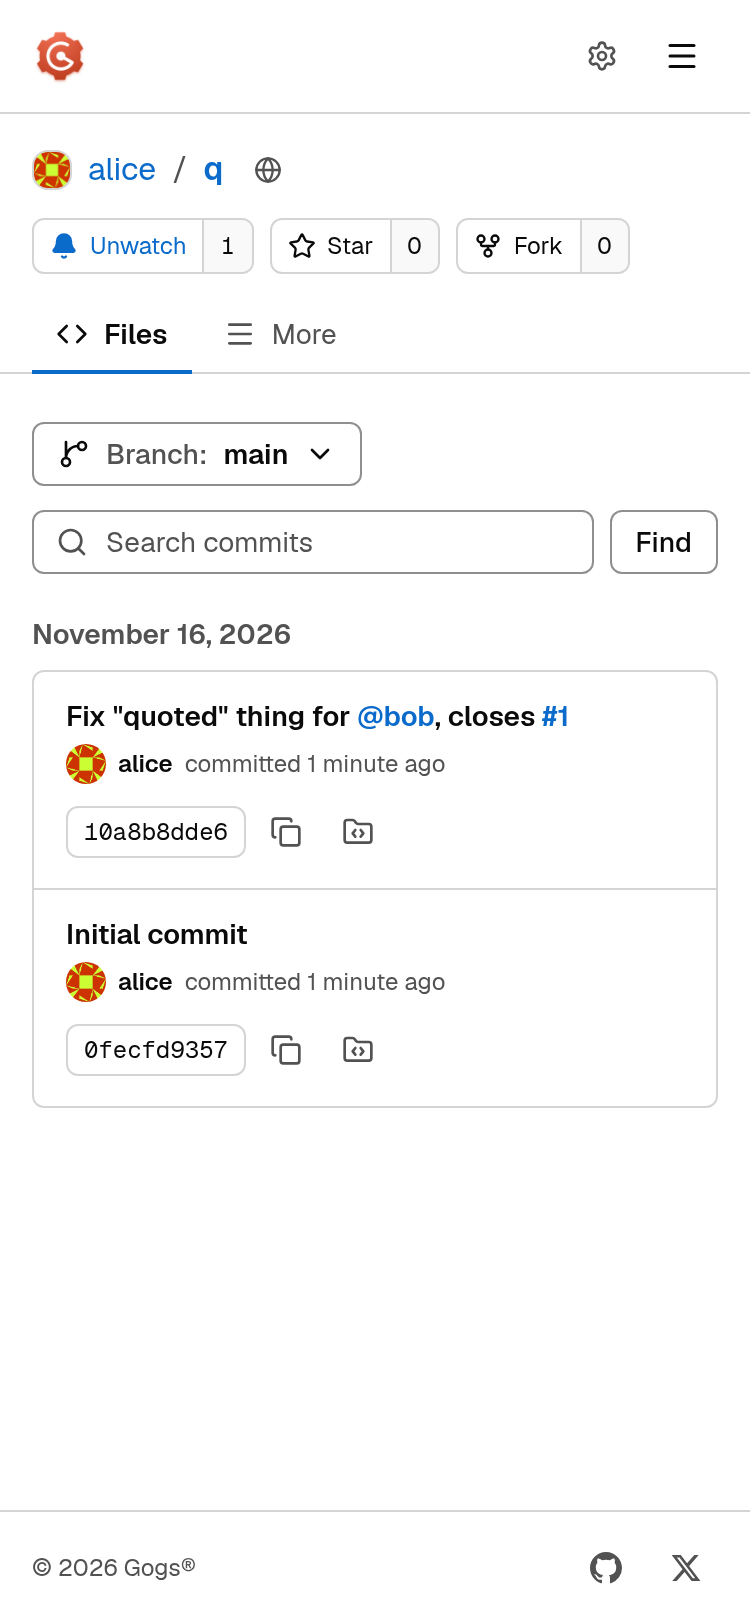 alice / q
Unwatch 1 Star 0 Fork 0
Files More
Branch: main
Search commits Find
November 16, 2026
Fix "quoted" thing for @bob, closes #1
alice committed 1 minute ago
10a8b8dde6
Initial commit
alice committed 1 minute ago
0fecfd9357
© 2026 Gogs®